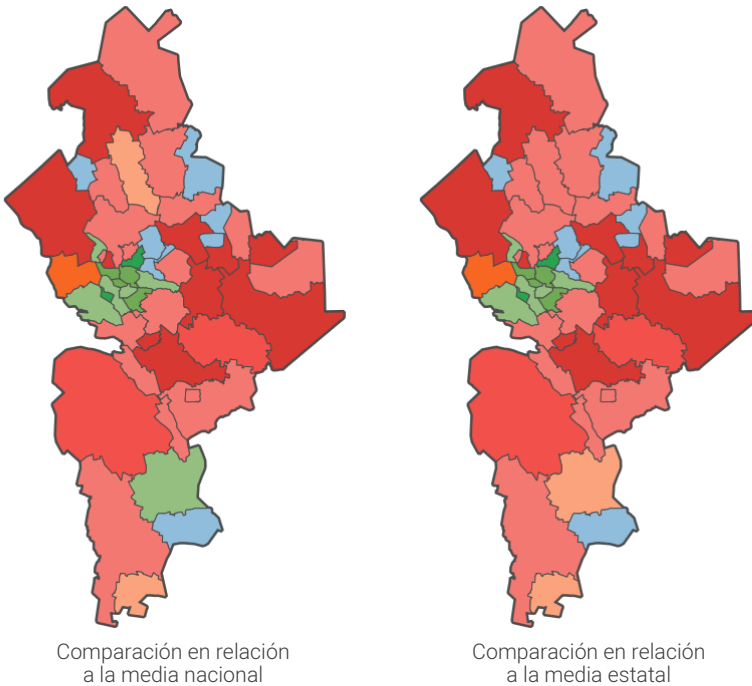 Comparación en relación
a la media nacional
Comparación en relación
a la media estatal